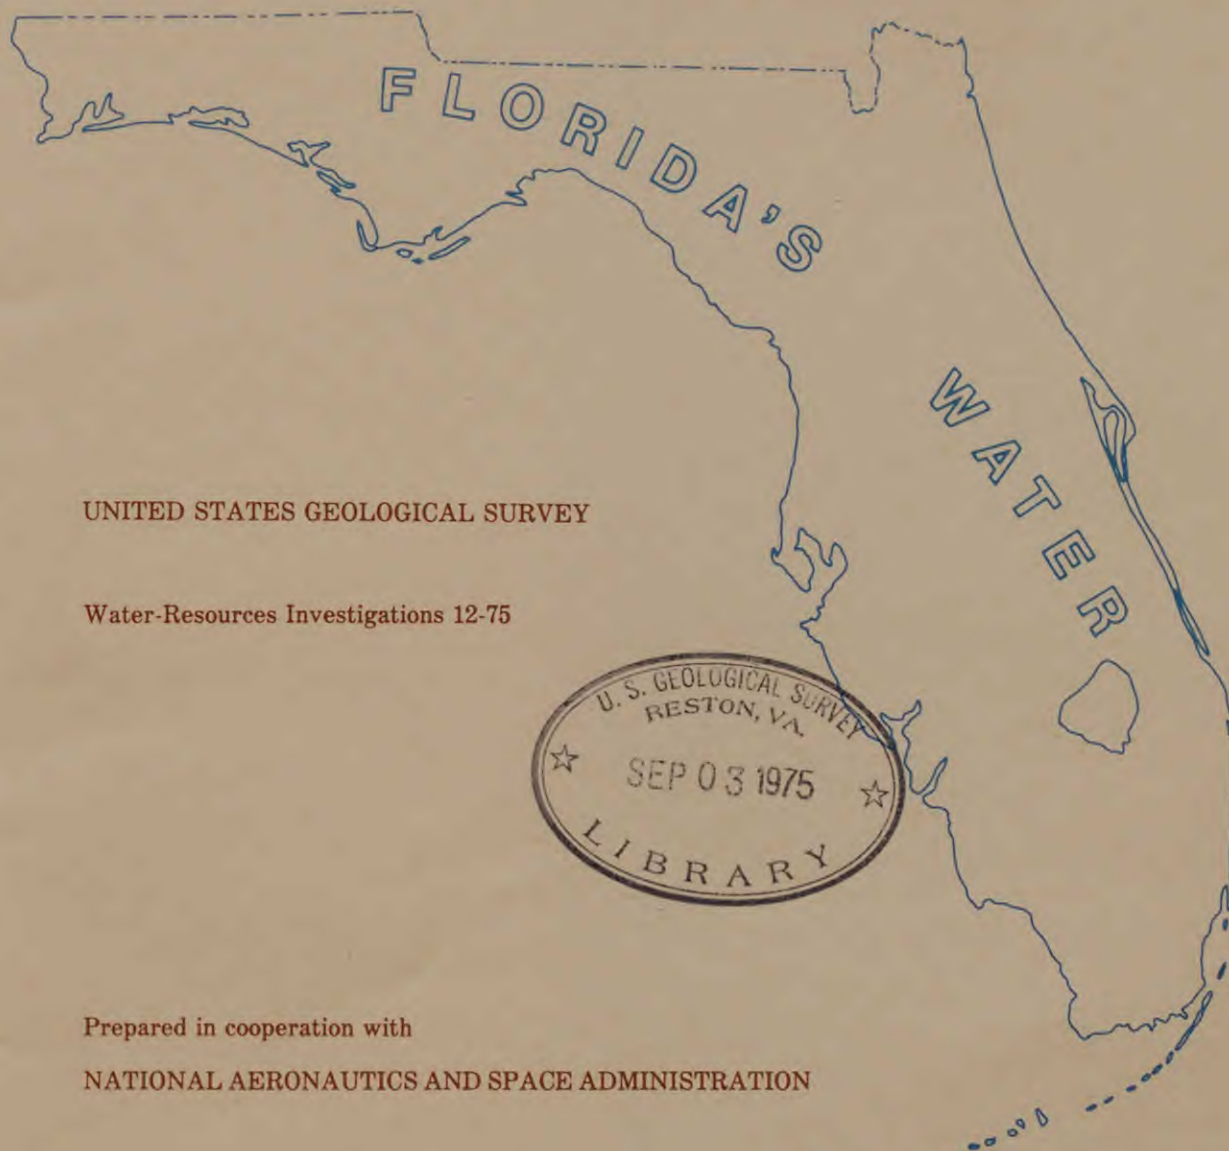 FLORIDA'S
WATER
UNITED STATES GEOLOGICAL SURVEY
Water-Resources Investigations 12-75
U. S. GEOLOGICAL SURVEY
RESTON, VA.
SEP 03 1975
LIBRARY
Prepared in cooperation with
NATIONAL AERONAUTICS AND SPACE ADMINISTRATION